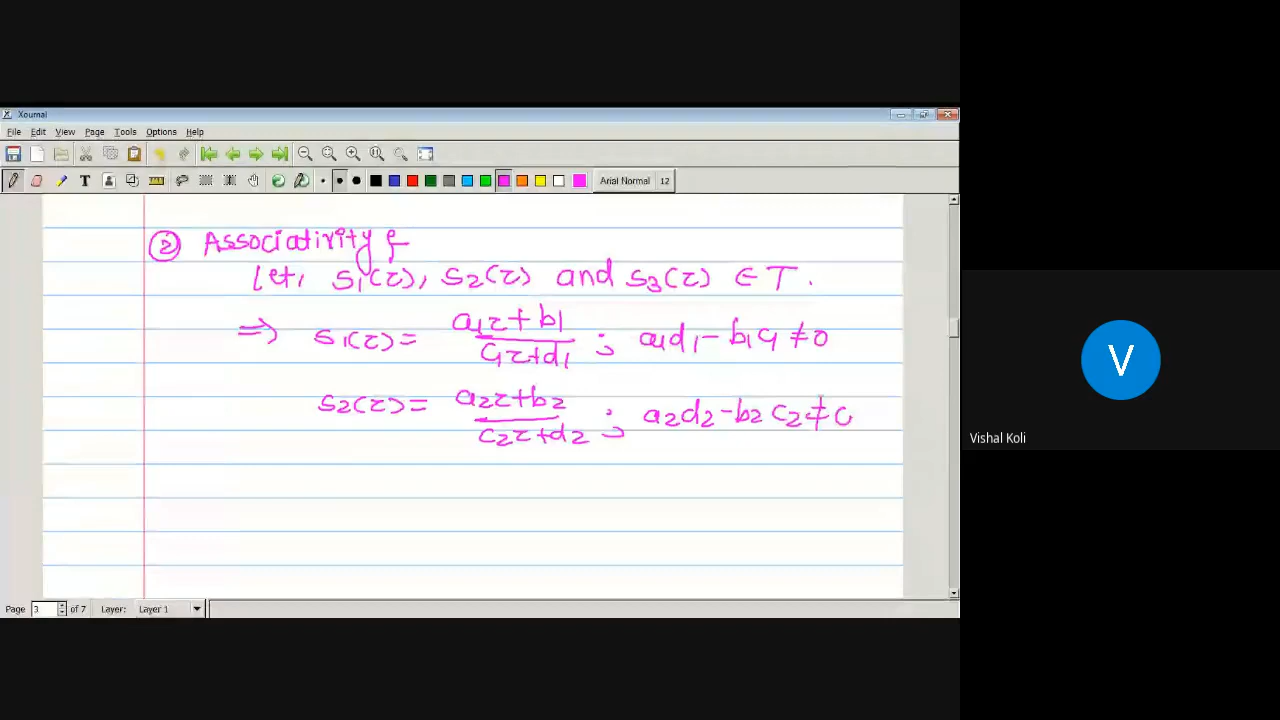 Xournal
File Edit View Page Tools Options Help
Arial Normal 12
② Associativity :
Let, S1(z), S2(z) and S3(z) ∈ T.
⇒ S1(z) = a1z+b1 / c1z+d1 ; a1d1 - b1c1 ≠ 0
S2(z) = a2z+b2 / c2z+d2 ; a2d2 - b2c2 ≠ 0
Page 3 of 7 Layer: Layer 1
V
Vishal Koli